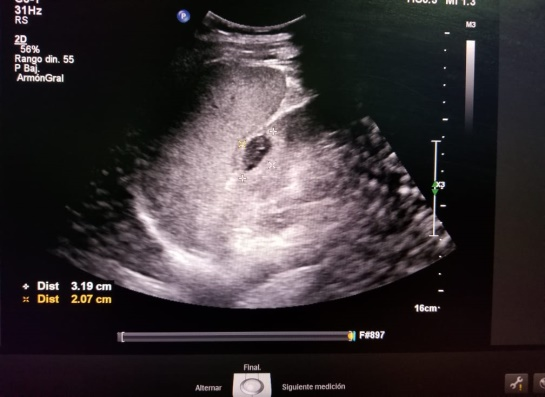 31Hz
RS
2D
56%
Rango din. 55
P Baj.
ArmónGral
P
M3
X3
Dist 3.19 cm
Dist 2.07 cm
16cm
F#897
Final.
Alternar
Siguiente medición